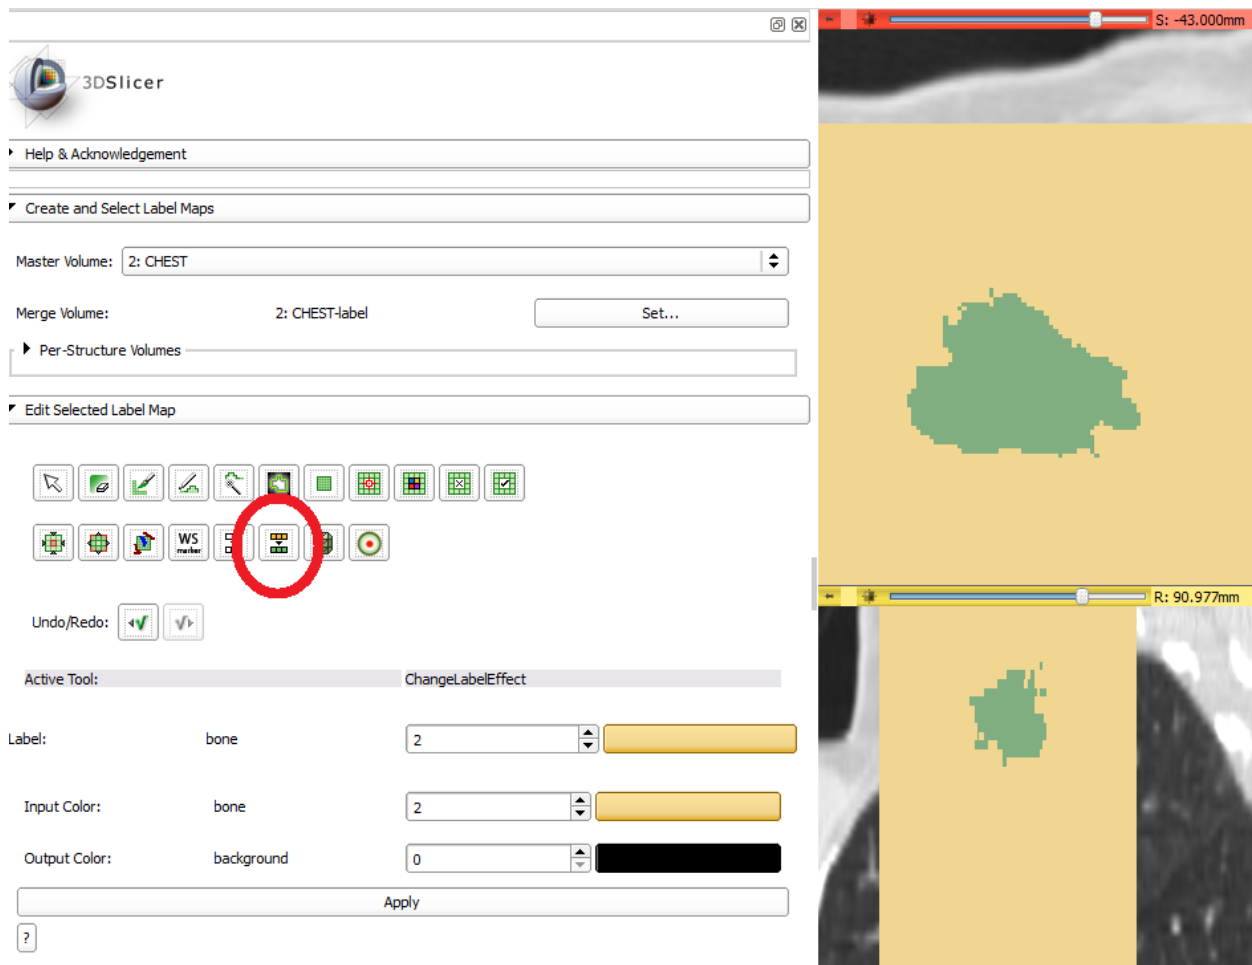 S: -43.000mm
3DSlicer
Help & Acknowledgement
Create and Select Label Maps
Master Volume: 2: CHEST
Merge Volume: 2: CHEST-label Set...
Per-Structure Volumes
Edit Selected Label Map
WS
marker
R: 90.977mm
Undo/Redo:
Active Tool: ChangeLabelEffect
Label: bone 2
Input Color: bone 2
Output Color: background 0
Apply
?